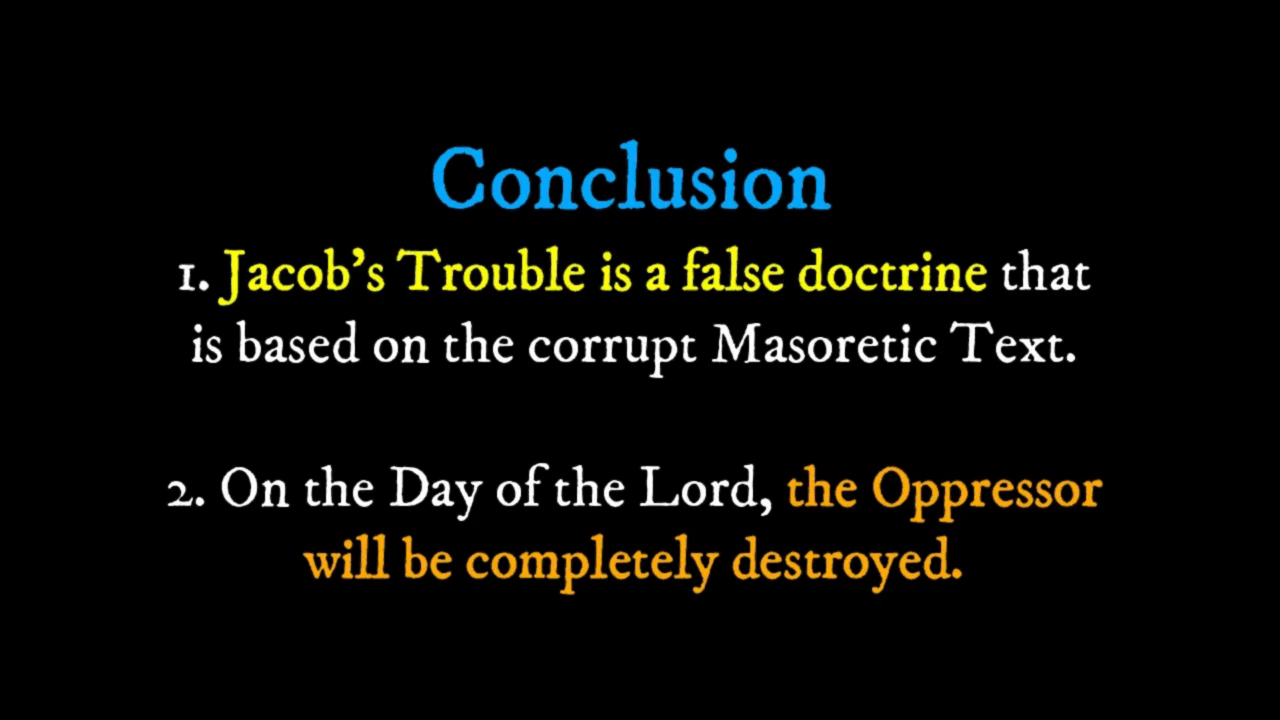 Conclusion
1. Jacob's Trouble is a false doctrine that
is based on the corrupt Masoretic Text.
2. On the Day of the Lord, the Oppressor
will be completely destroyed.